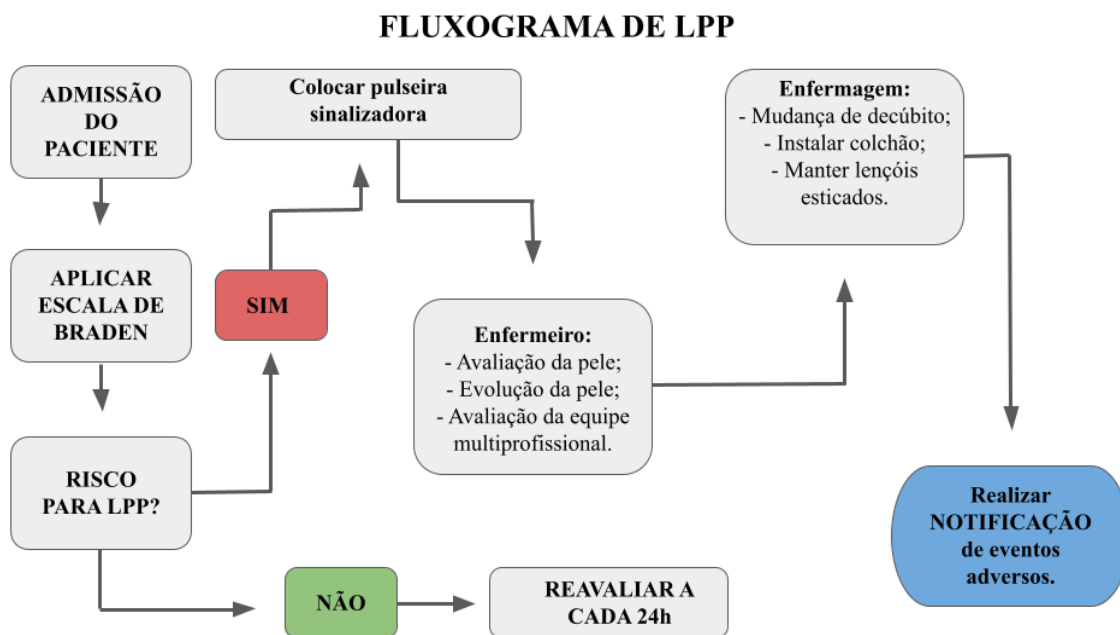 FLUXOGRAMA DE LPP
ADMISSÃO
DO
PACIENTE
APLICAR
ESCALA DE
BRADEN
RISCO
PARA LPP?
SIM
Colocar pulseira
sinalizadora
Enfermeiro:
- Avaliação da pele;
- Evolução da pele;
- Avaliação da equipe
multiprofissional.
Enfermagem:
- Mudança de decúbito;
- Instalar colchão;
- Manter lençóis
esticados.
Realizar
NOTIFICAÇÃO
de eventos
adversos.
NÃO
REAVALIAR A
CADA 24h